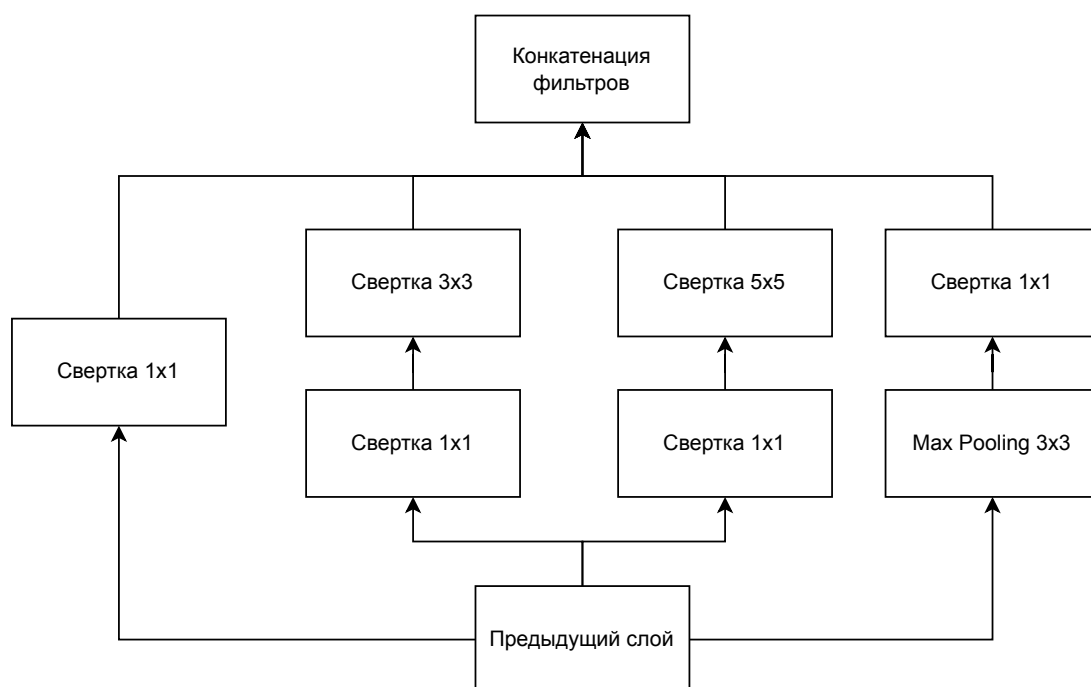 Конкатенация
фильтров
Свертка 3x3
Свертка 5x5
Свертка 1x1
Свертка 1x1
Свертка 1x1
Свертка 1x1
Max Pooling 3x3
Предыдущий слой